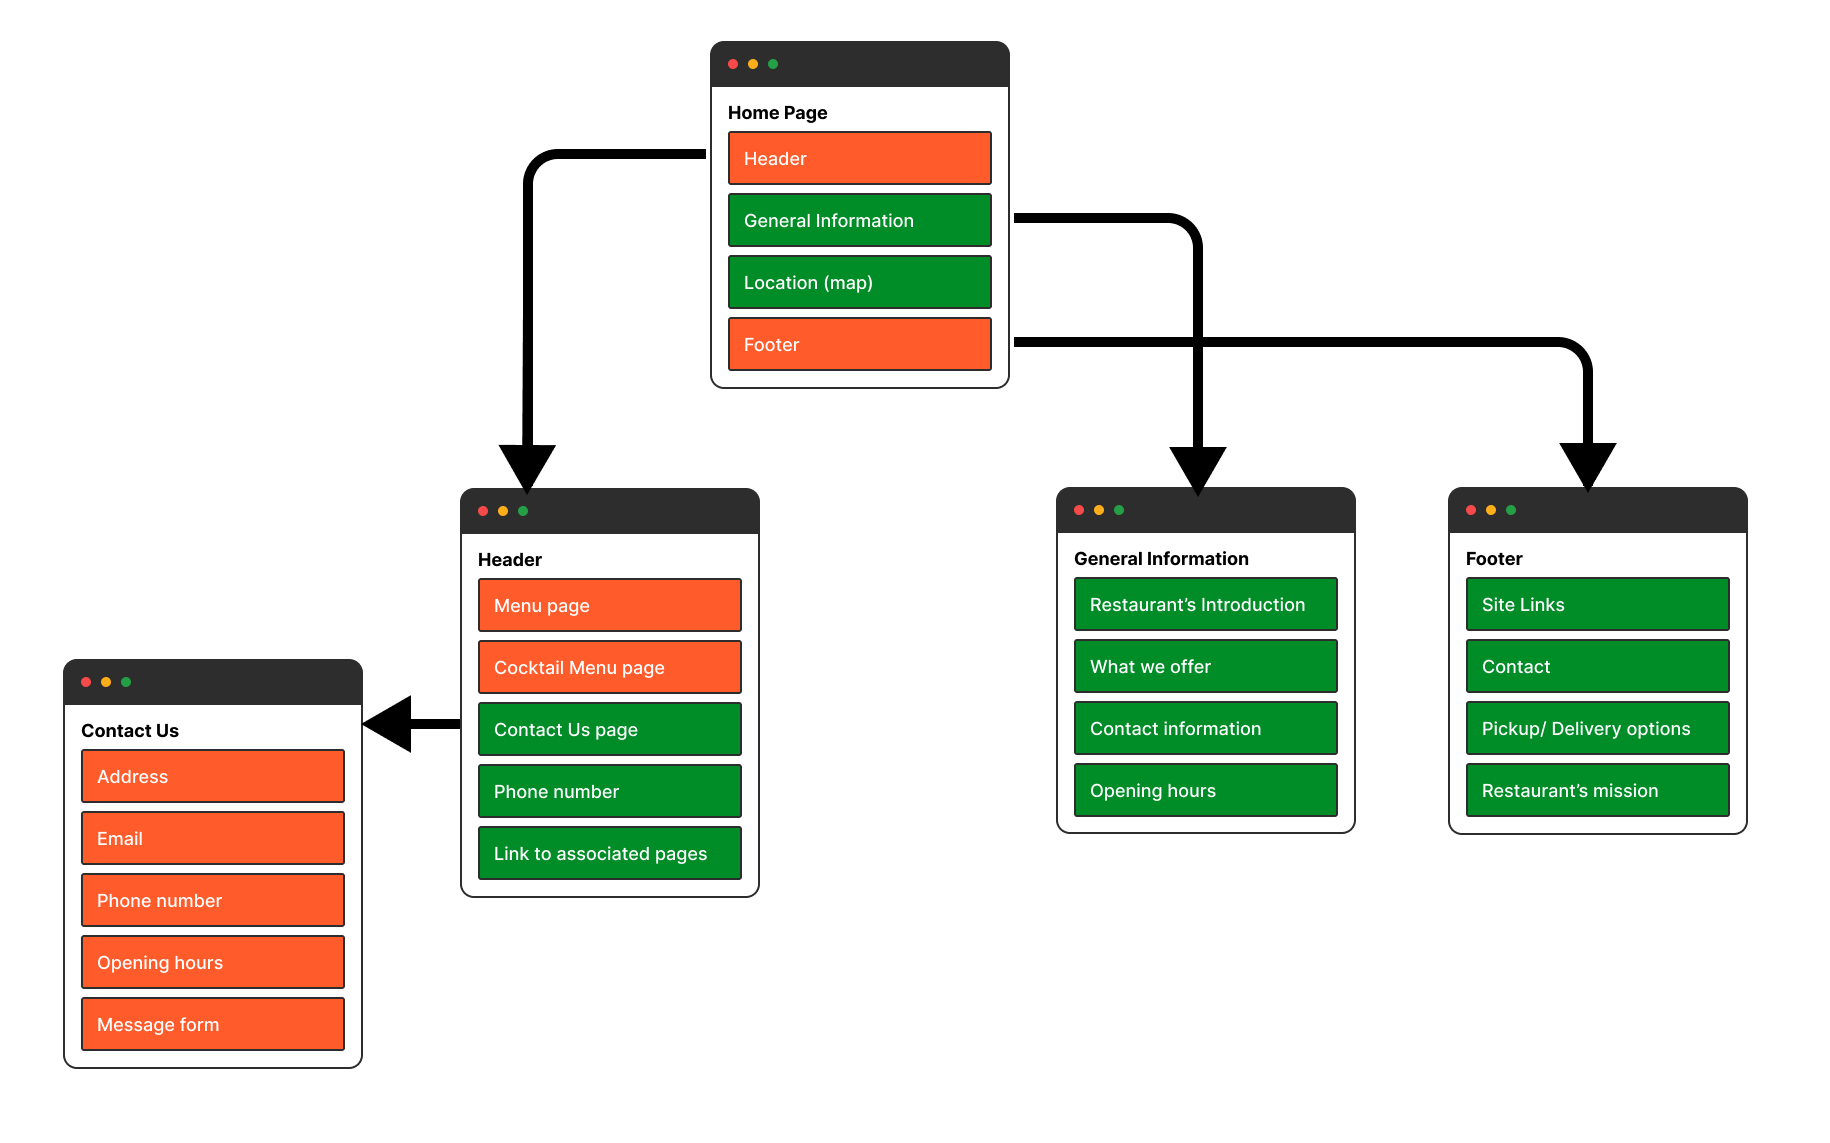 Home Page
Header
General Information
Location (map)
Footer
Header
Menu page
Cocktail Menu page
Contact Us page
Phone number
Link to associated pages
General Information
Restaurant’s Introduction
What we offer
Contact information
Opening hours
Footer
Site Links
Contact
Pickup/ Delivery options
Restaurant’s mission
Contact Us
Address
Email
Phone number
Opening hours
Message form